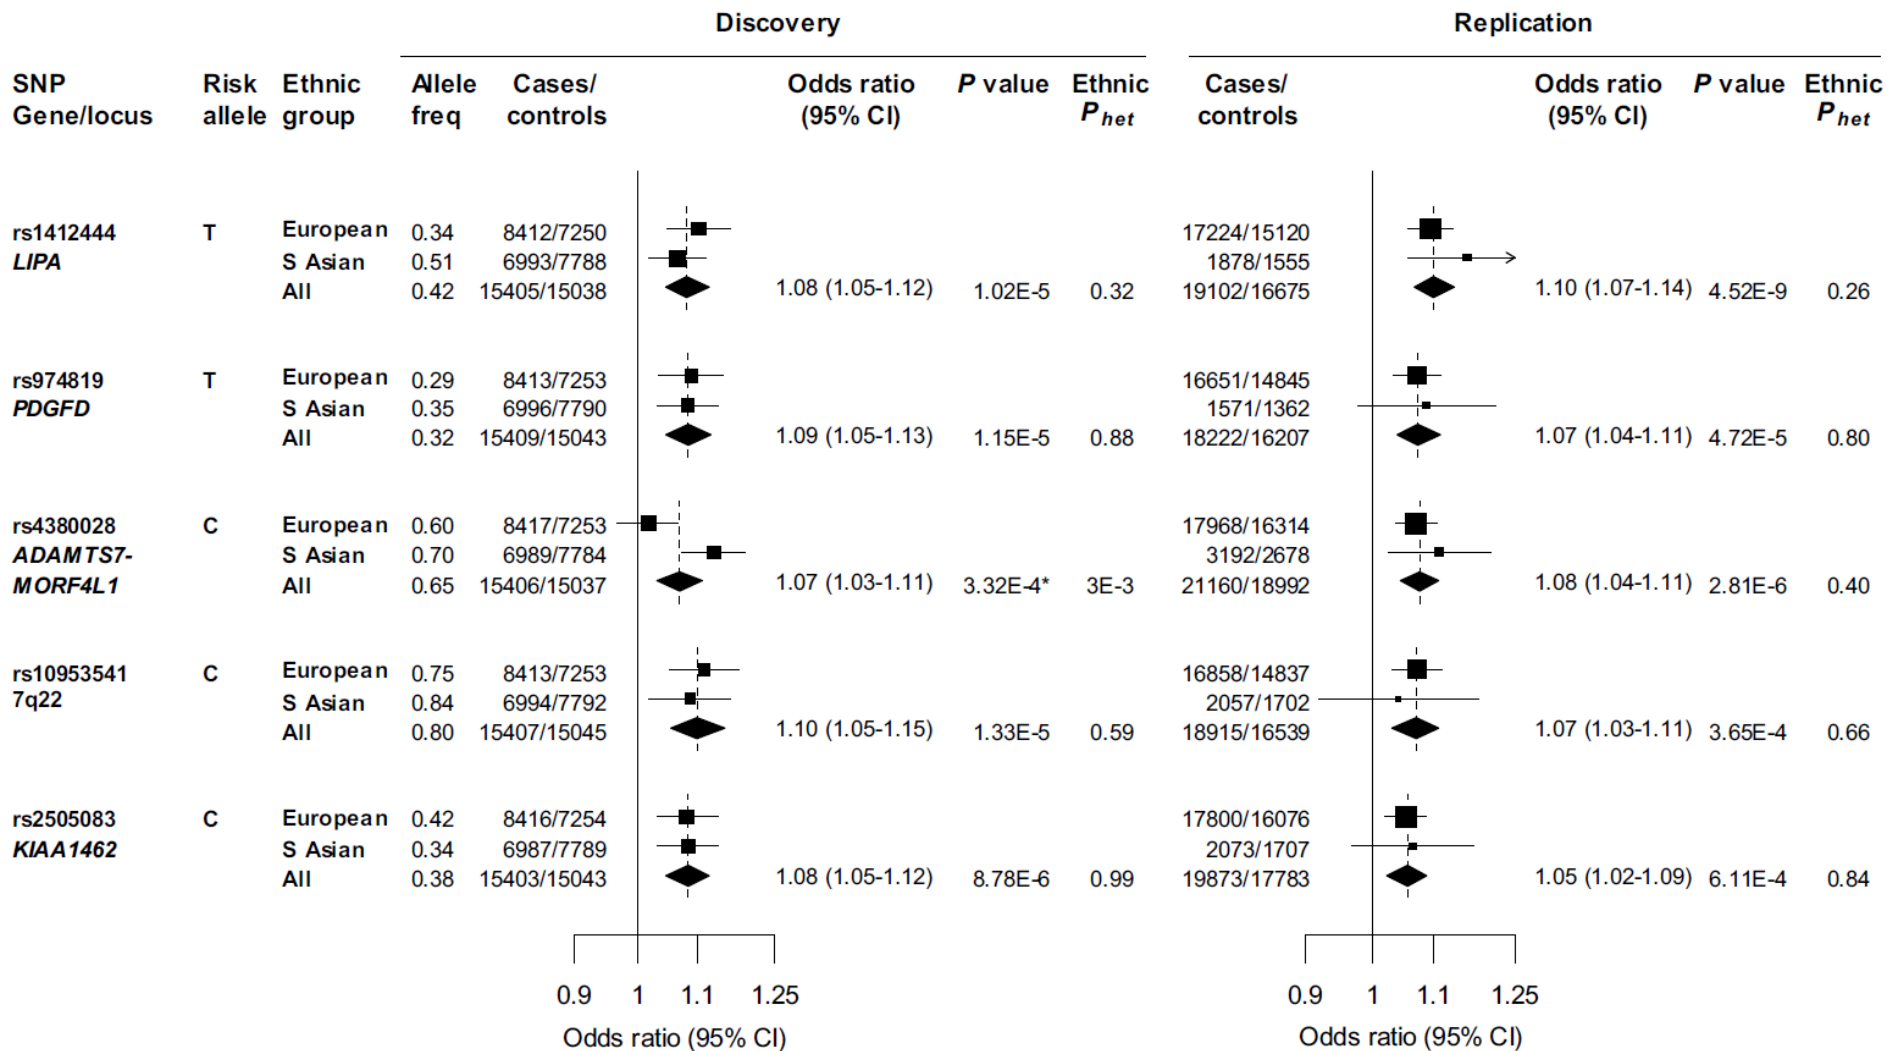 Discovery Replication
SNP Risk Ethnic Allele Cases/ Odds ratio P value Ethnic Cases/ Odds ratio P value Ethnic
Gene/locus allele group freq controls (95% CI) Phet controls (95% CI) Phet
rs1412444 T European 0.34 8412/7250 17224/15120
LIPA S Asian 0.51 6993/7788 1878/1555
All 0.42 15405/15038 1.08 (1.05-1.12) 1.02E-5 0.32 19102/16675 1.10 (1.07-1.14) 4.52E-9 0.26
rs974819 T European 0.29 8413/7253 16651/14845
PDGFD S Asian 0.35 6996/7790 1571/1362
All 0.32 15409/15043 1.09 (1.05-1.13) 1.15E-5 0.88 18222/16207 1.07 (1.04-1.11) 4.72E-5 0.80
rs4380028 C European 0.60 8417/7253 17968/16314
ADAMTS7- S Asian 0.70 6989/7784 3192/2678
MORF4L1 All 0.65 15406/15037 1.07 (1.03-1.11) 3.32E-4* 3E-3 21160/18992 1.08 (1.04-1.11) 2.81E-6 0.40
rs10953541 C European 0.75 8413/7253 16858/14837
7q22 S Asian 0.84 6994/7792 2057/1702
All 0.80 15407/15045 1.10 (1.05-1.15) 1.33E-5 0.59 18915/16539 1.07 (1.03-1.11) 3.65E-4 0.66
rs2505083 C European 0.42 8416/7254 17800/16076
KIAA1462 S Asian 0.34 6987/7789 2073/1707
All 0.38 15403/15043 1.08 (1.05-1.12) 8.78E-6 0.99 19873/17783 1.05 (1.02-1.09) 6.11E-4 0.84
0.9 1 1.1 1.25 0.9 1 1.1 1.25
Odds ratio (95% CI) Odds ratio (95% CI)